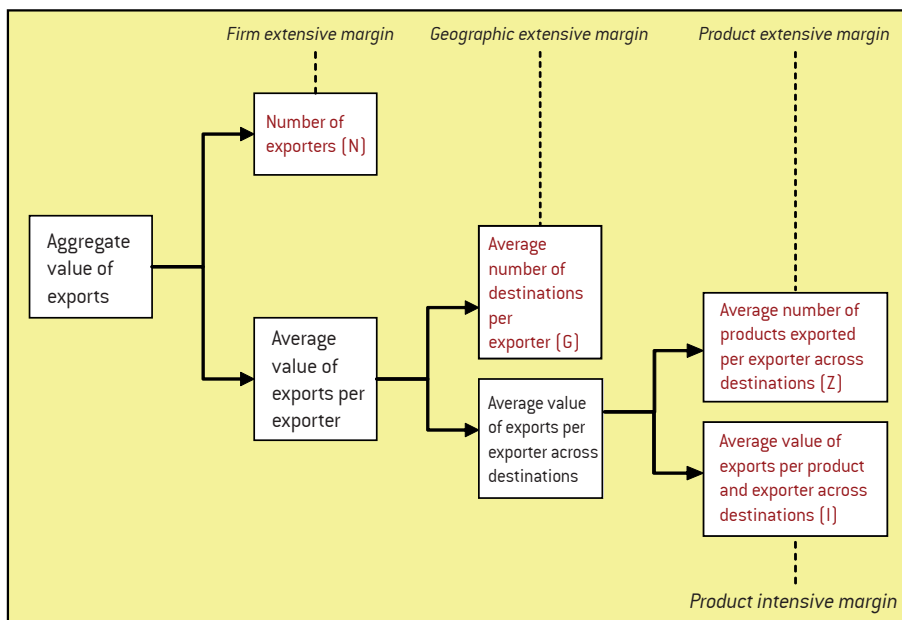 Firm extensive margin
Geographic extensive margin
Product extensive margin
Number of
exporters (N)
Aggregate
value of
exports
Average
number of
destinations
per
exporter (G)
Average
value of
exports per
exporter
Average number of
products exported
per exporter across
destinations (Z)
Average value
of exports per
exporter across
destinations
Average value of
exports per product
and exporter across
destinations (I)
Product intensive margin